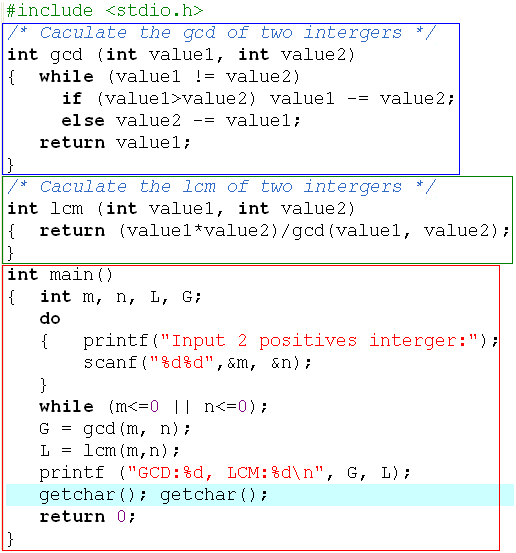 #include <stdio.h>
/* Caculate the gcd of two intergers */
int gcd (int value1, int value2)
{  while (value1 != value2)
     if (value1>value2) value1 -= value2;
     else value2 -= value1;
   return value1;
}
/* Caculate the lcm of two intergers */
int lcm (int value1, int value2)
{  return (value1*value2)/gcd(value1, value2);
}
int main()
{  int m, n, L, G;
   do
   {   printf("Input 2 positives interger:");
       scanf("%d%d",&m, &n);
   }
   while (m<=0 || n<=0);
   G = gcd(m, n);
   L = lcm(m,n);
   printf ("GCD:%d, LCM:%d\n", G, L);
   getchar(); getchar();
   return 0;
}